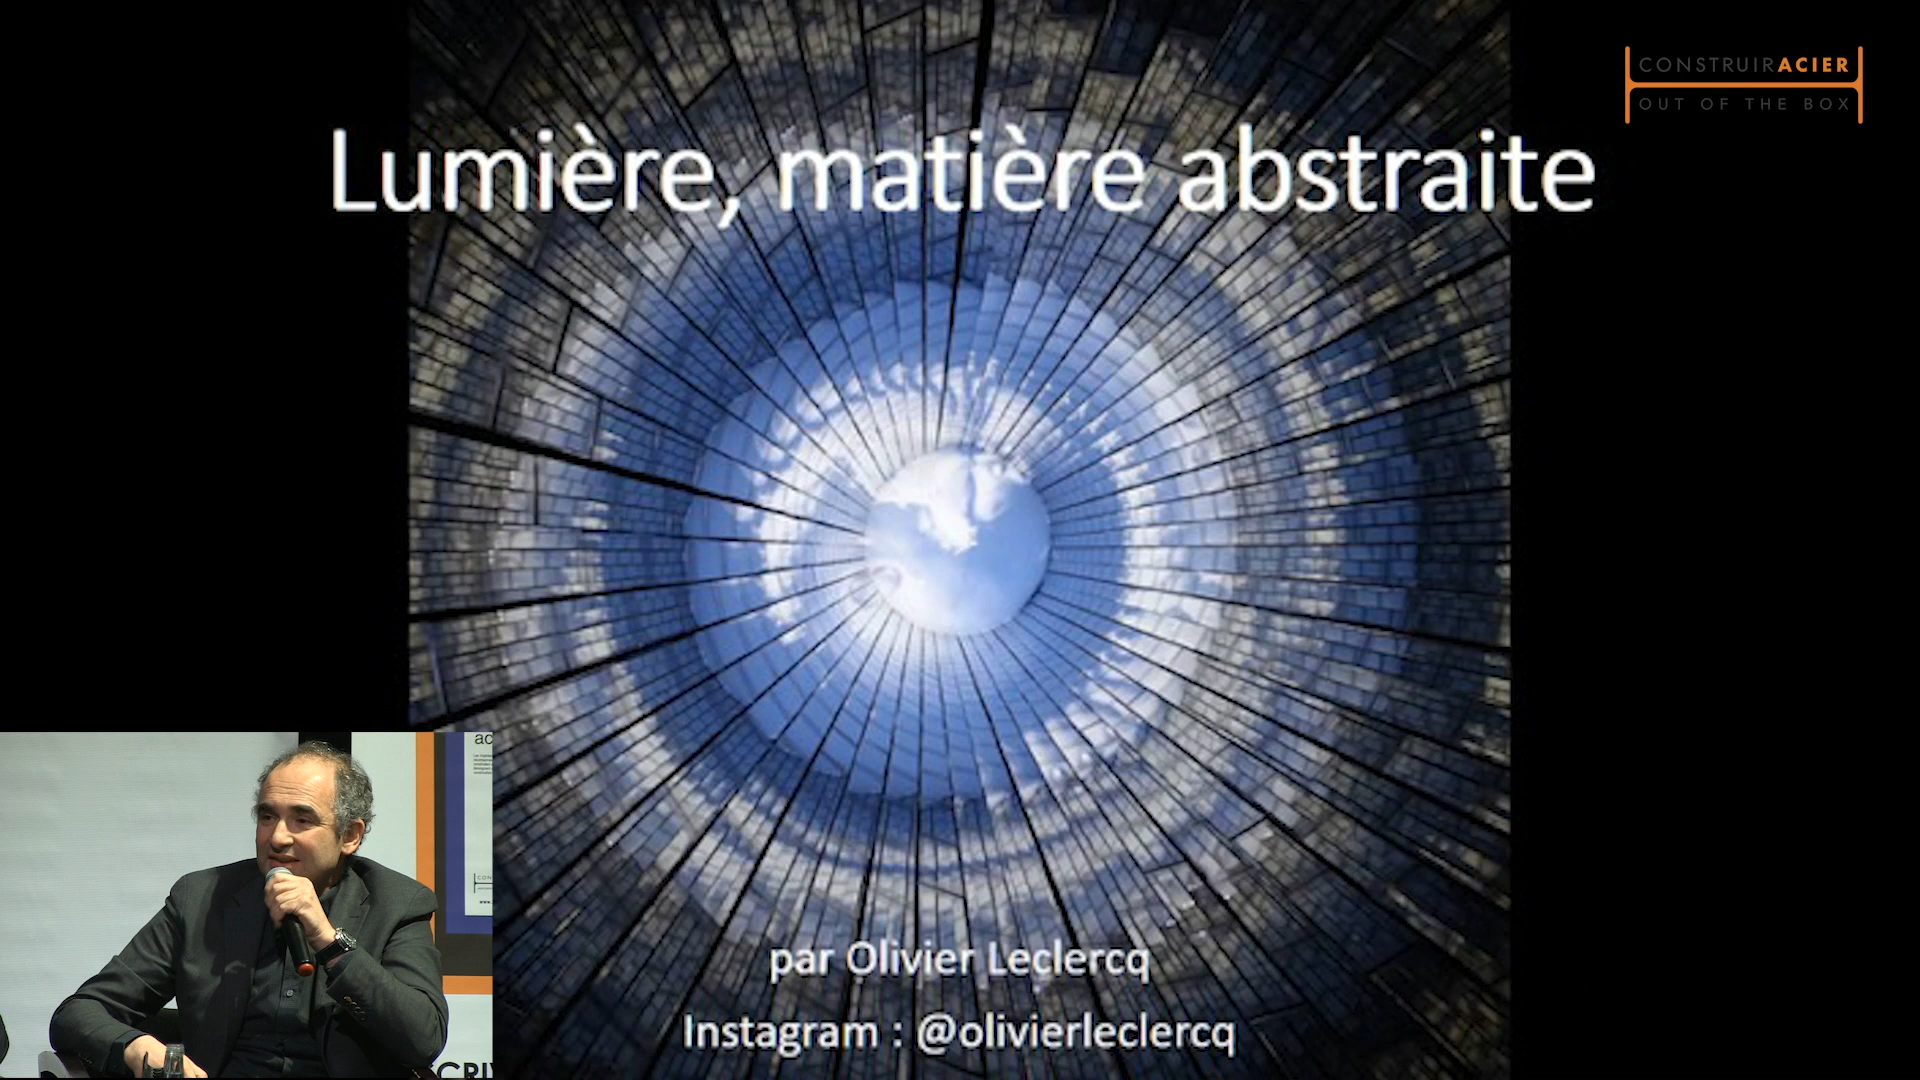 CONSTRUIRACIER
OUT OF THE BOX
Lumière, matière abstraite
par Olivier Leclercq
Instagram : @olivierleclercq